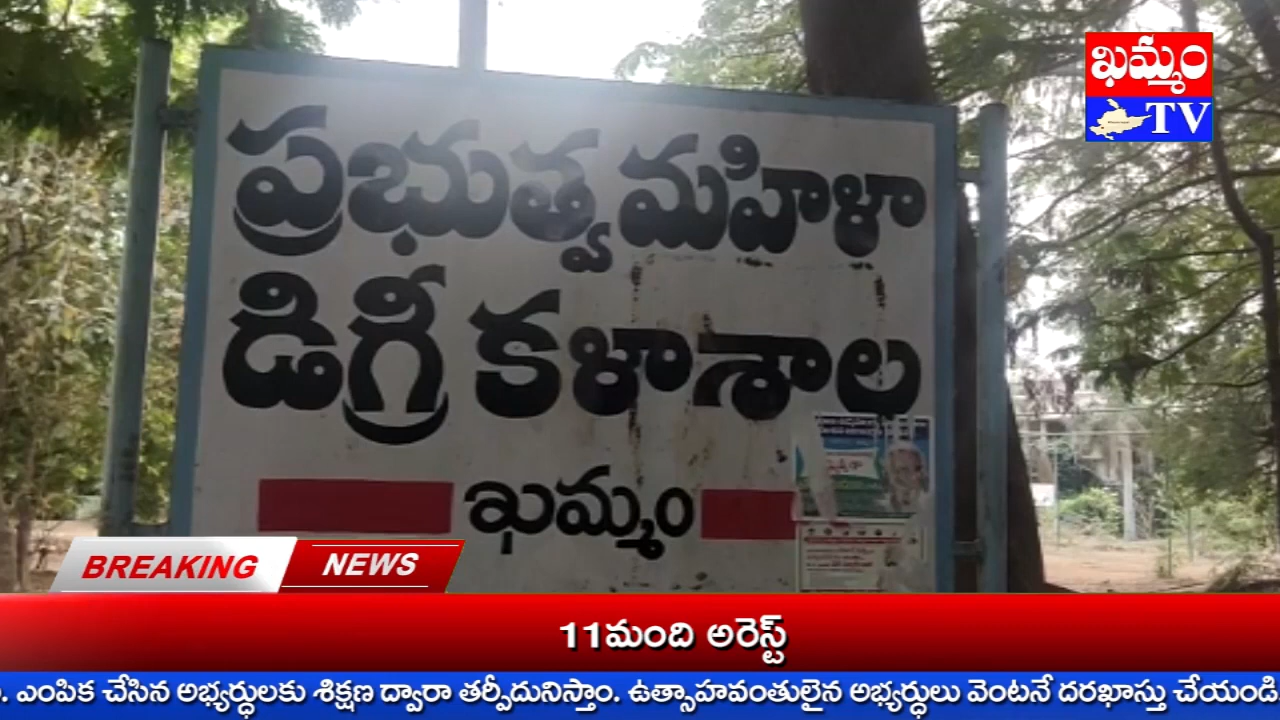 ఖమ్మం
TV
ప్రభుత్వ మహిళా
డిగ్రీ కళాశాల
ఖమ్మం
BREAKING NEWS
11మంది అరెస్ట్
ఎంపిక చేసిన అభ్యర్ధులకు శిక్షణ ద్వారా తర్ఫీదునిస్తాం. ఉత్సాహవంతులైన అభ్యర్ధులు వెంటనే దరఖాస్తు చేయండి